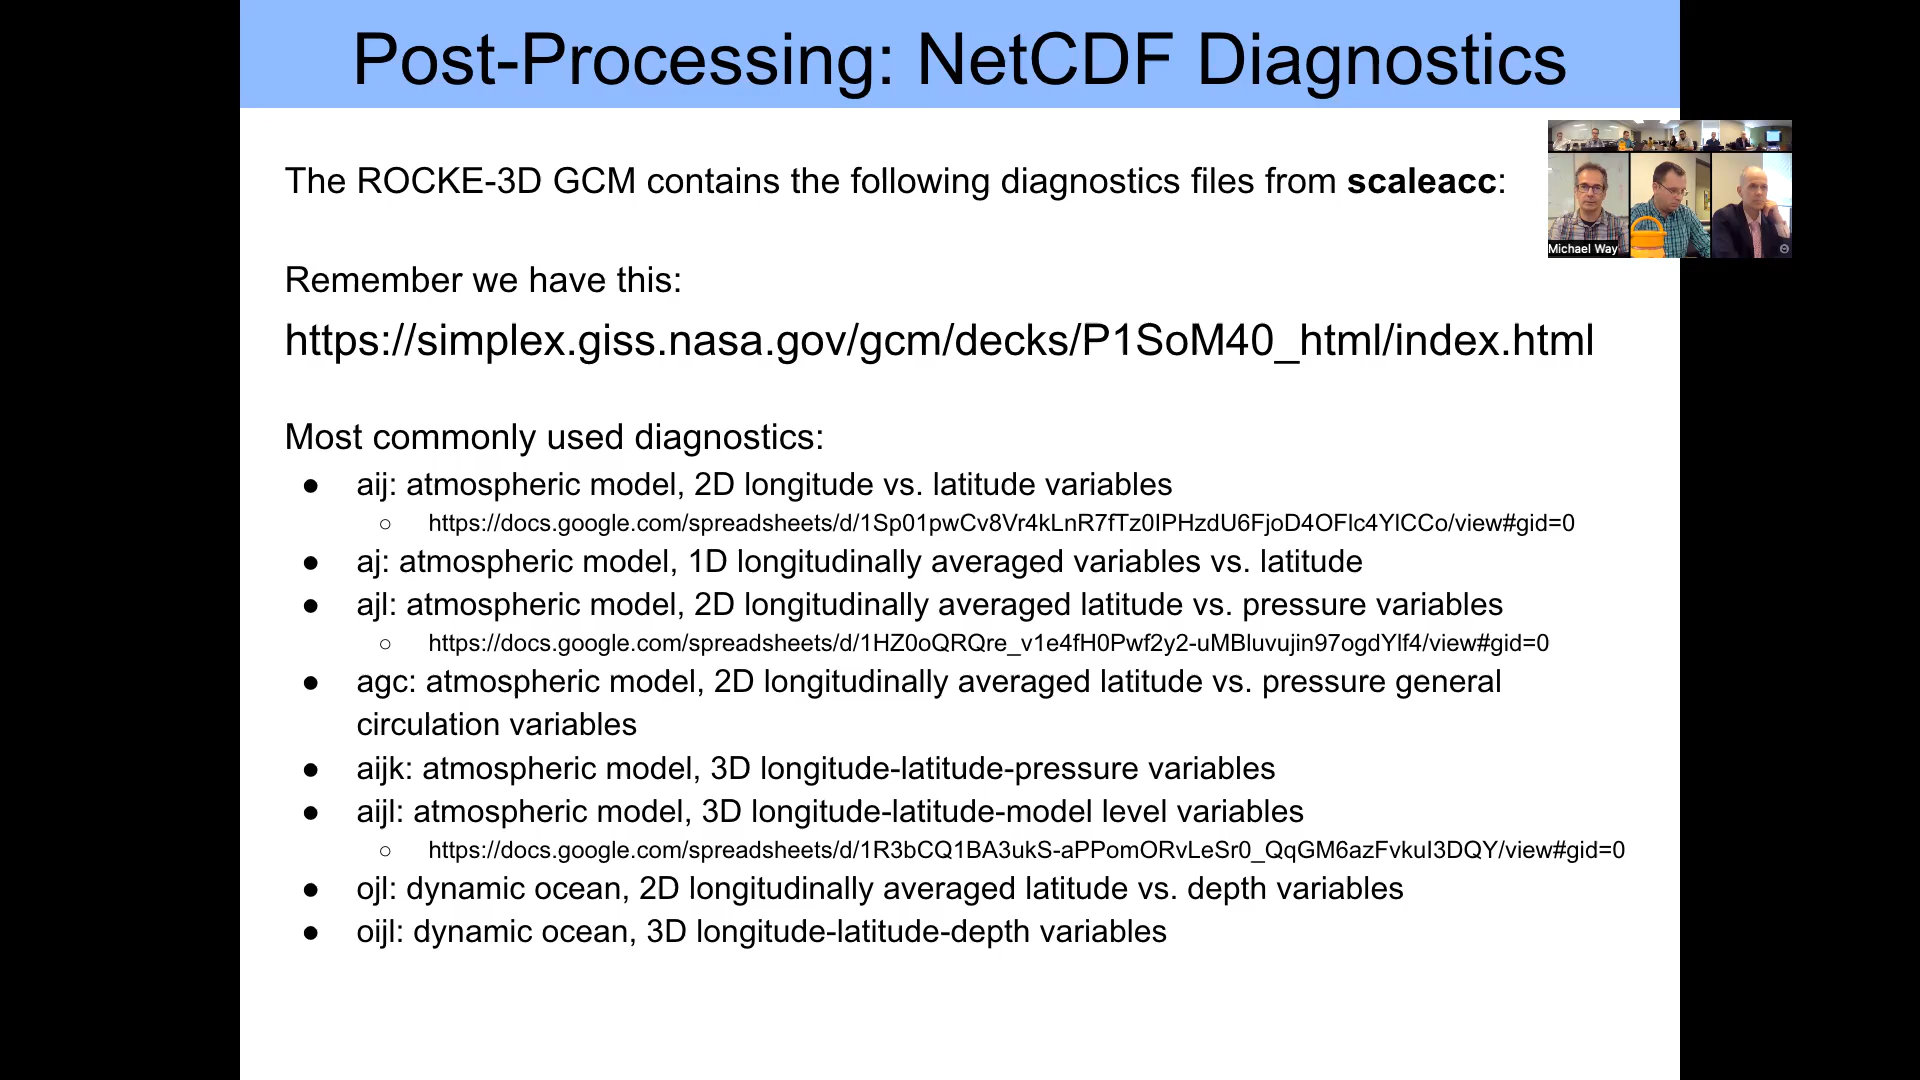 Post-Processing: NetCDF Diagnostics
The ROCKE-3D GCM contains the following diagnostics files from scaleacc:
Michael Way
Remember we have this:
https://simplex.giss.nasa.gov/gcm/decks/P1SoM40_html/index.html
Most commonly used diagnostics:
● aij: atmospheric model, 2D longitude vs. latitude variables
○ https://docs.google.com/spreadsheets/d/1Sp01pwCv8Vr4kLnR7fTz0IPHzdU6FjoD4OFlc4YlCCo/view#gid=0
● aj: atmospheric model, 1D longitudinally averaged variables vs. latitude
● ajl: atmospheric model, 2D longitudinally averaged latitude vs. pressure variables
○ https://docs.google.com/spreadsheets/d/1HZ0oQRQre_v1e4fH0Pwf2y2-uMBluvujin97ogdYlf4/view#gid=0
● agc: atmospheric model, 2D longitudinally averaged latitude vs. pressure general
circulation variables
● aijk: atmospheric model, 3D longitude-latitude-pressure variables
● aijl: atmospheric model, 3D longitude-latitude-model level variables
○ https://docs.google.com/spreadsheets/d/1R3bCQ1BA3ukS-aPPomORvLeSr0_QqGM6azFvkuI3DQY/view#gid=0
● ojl: dynamic ocean, 2D longitudinally averaged latitude vs. depth variables
● oijl: dynamic ocean, 3D longitude-latitude-depth variables